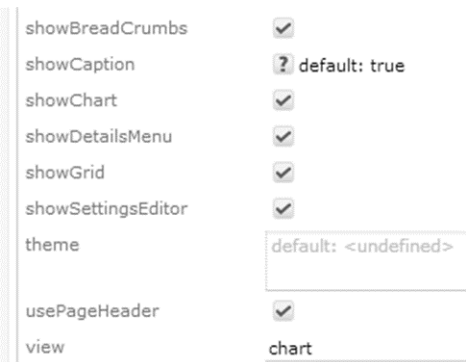 showBreadCrumbs
showCaption ? default: true
showChart
showDetailsMenu
showGrid
showSettingsEditor
theme default: <undefined>
usePageHeader
view chart